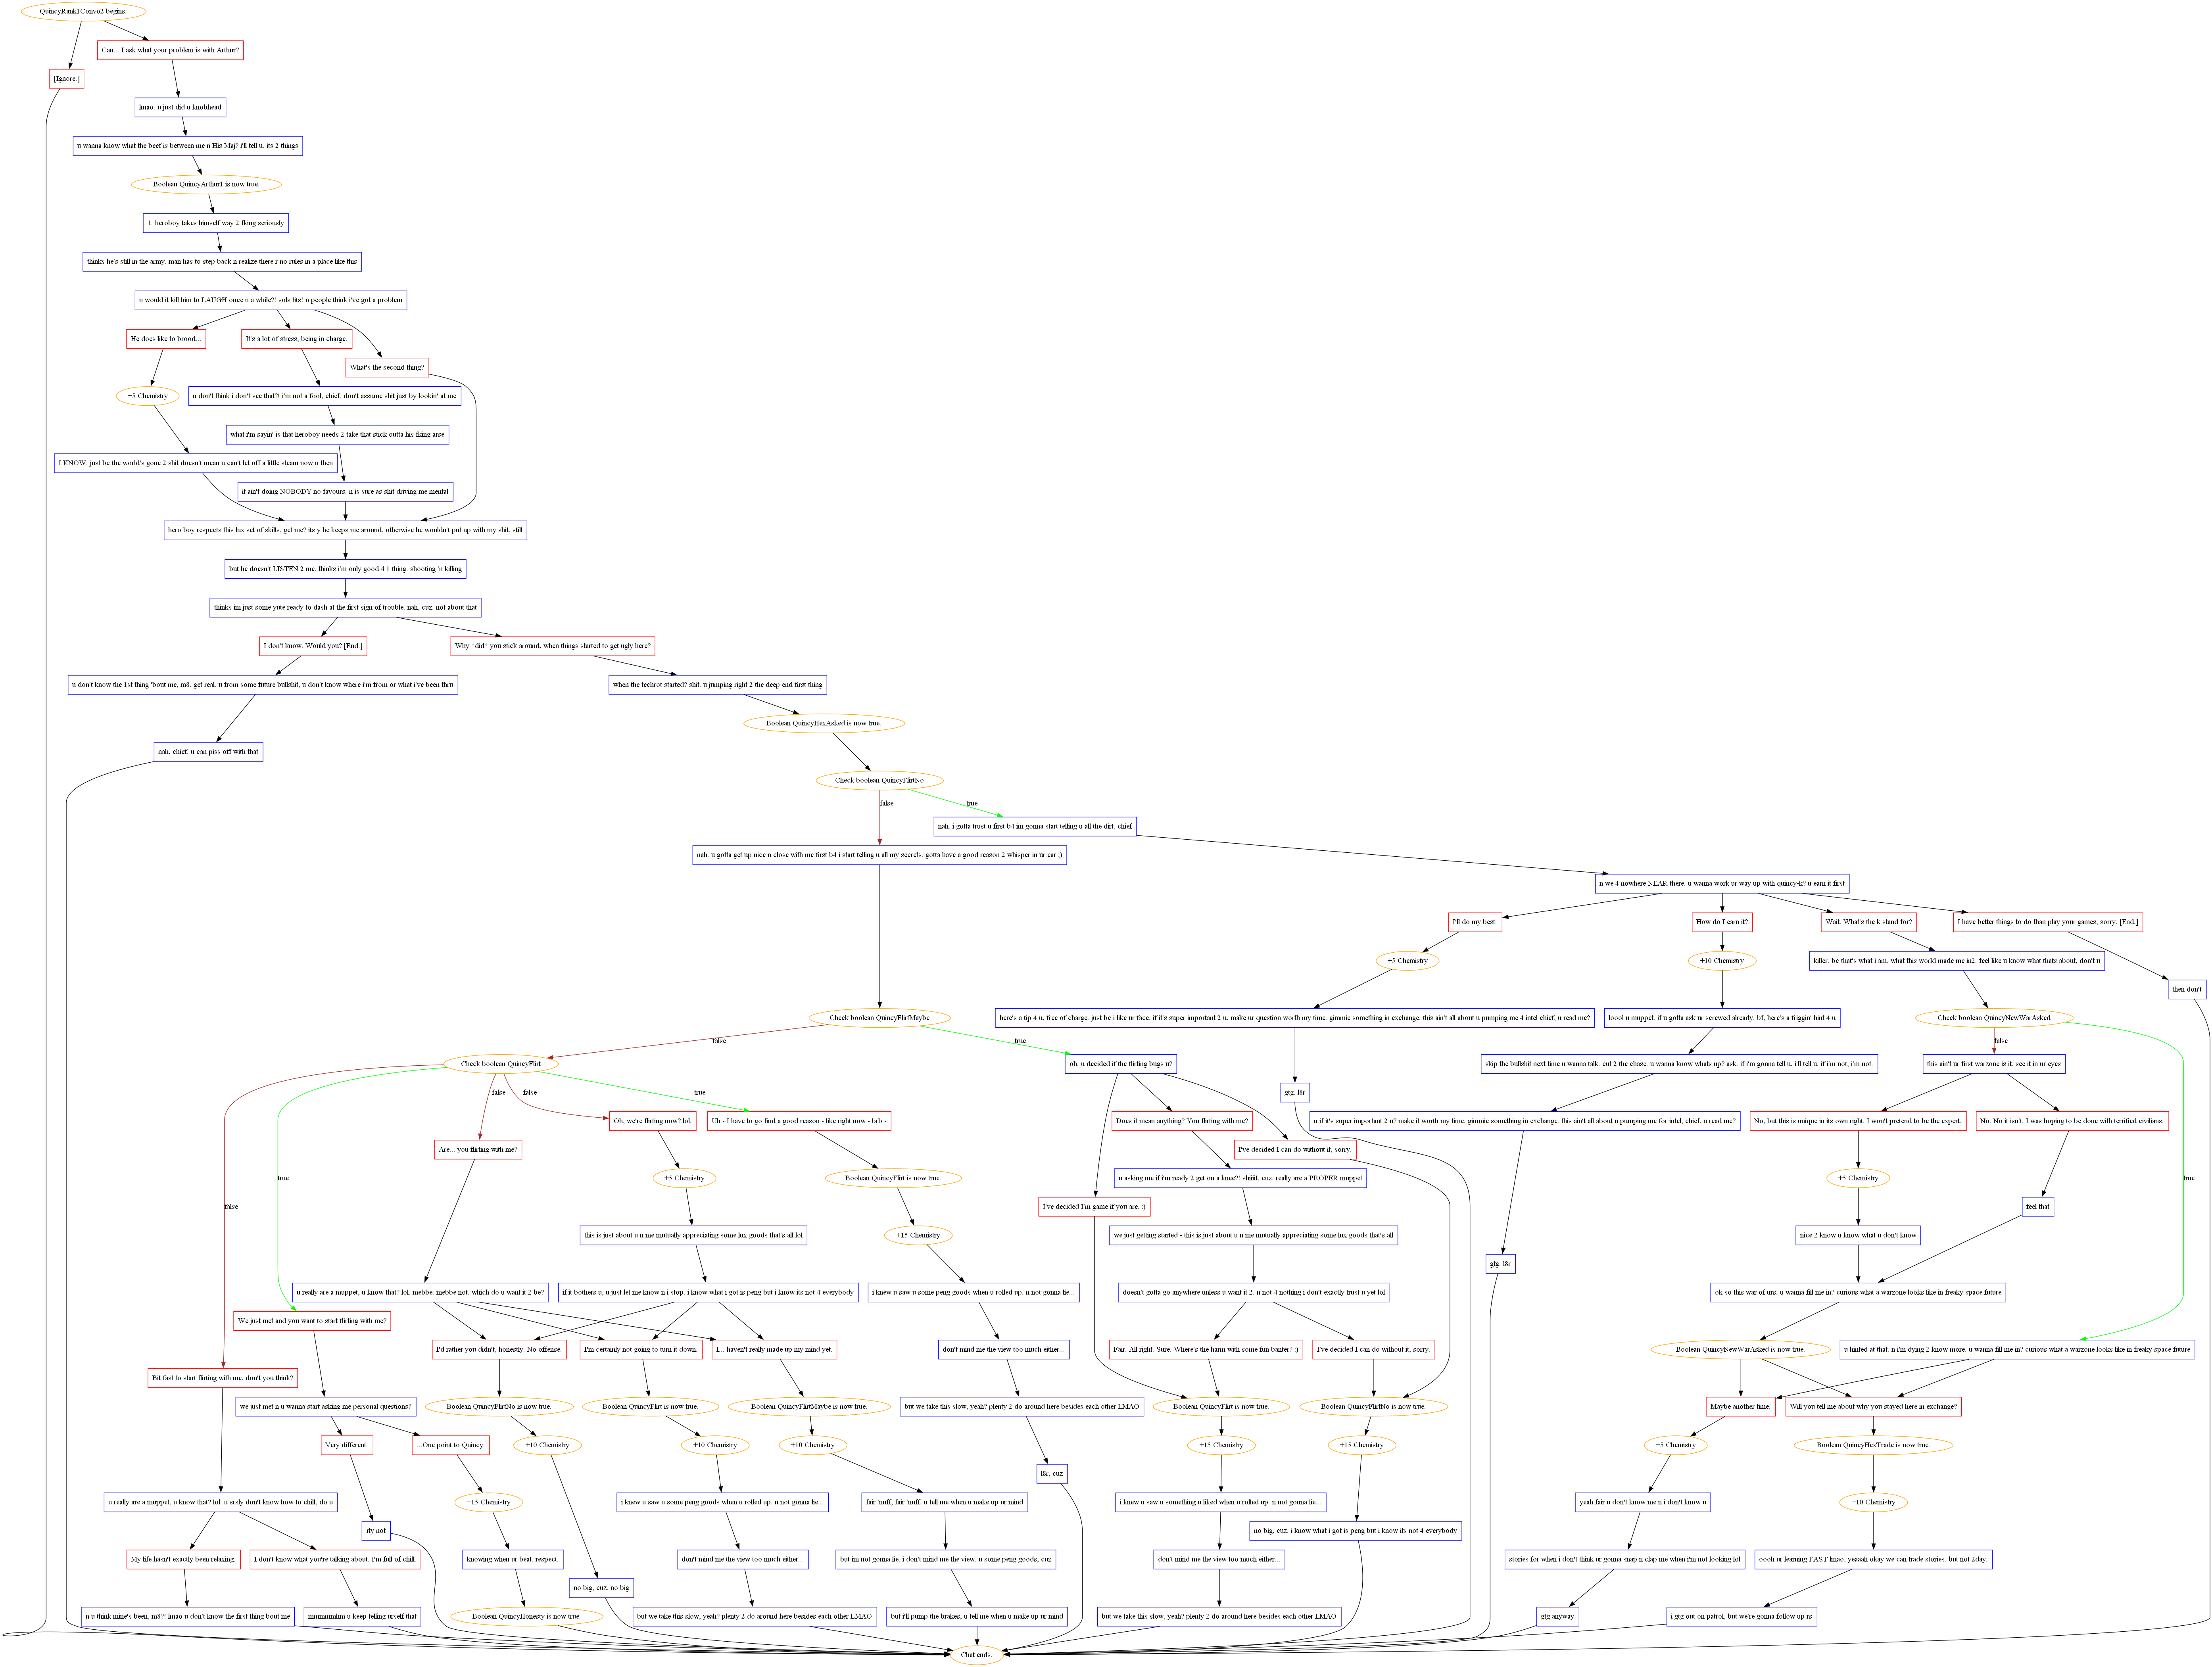 QuincyRank1Convo2 begins.
Can... I ask what your problem is with Arthur?
[Ignore.]
lmao. u just did u knobhead
u wanna know what the beef is between me n His Maj? i'll tell u. its 2 things
Boolean QuincyArthur1 is now true.
1. heroboy takes himself way 2 fking seriously
thinks he's still in the army. man has to step back n realize there r no rules in a place like this
n would it kill him to LAUGH once n a while?! sols tits! n people think i've got a problem
He does like to brood...
It's a lot of stress, being in charge.
What's the second thing?
+5 Chemistry
u don't think i don't see that?! i'm not a fool, chief. don't assume shit just by lookin' at me
what i'm sayin' is that heroboy needs 2 take that stick outta his fking arse
I KNOW. just bc the world's gone 2 shit doesn't mean u can't let off a little steam now n then
it ain't doing NOBODY no favours. n is sure as shit driving me mental
hero boy respects this lux set of skills, get me? its y he keeps me around, otherwise he wouldn't put up with my shit, still
but he doesn't LISTEN 2 me. thinks i'm only good 4 1 thing. shooting 'n killing
thinks im just some yute ready to dash at the first sign of trouble. nah, cuz. not about that
I don't know. Would you? [End.]
Why *did* you stick around, when things started to get ugly here?
u don't know the 1st thing 'bout me, m8. get real. u from some future bullshit, u don't know where i'm from or what i've been thru
when the techrot started? shit. u jumping right 2 the deep end first thing
Boolean QuincyHexAsked is now true.
nah, chief. u can piss off with that
Check boolean QuincyFlirtNo
false
true
nah. i gotta trust u first b4 im gonna start telling u all the dirt, chief
nah. u gotta get up nice n close with me first b4 i start telling u all my secrets. gotta have a good reason 2 whisper in ur ear ;)
n we 4 nowhere NEAR there. u wanna work ur way up with quincy-k? u earn it first
I'll do my best.
How do I earn it?
Wait. What's the k stand for?
I have better things to do than play your games, sorry. [End.]
+5 Chemistry
+10 Chemistry
killer. bc that's what i am. what this world made me in2. feel like u know what thats about, don't u
then don't
Check boolean QuincyFlirtMaybe
here's a tip 4 u, free of charge. just bc i like ur face. if it's super important 2 u, make ur question worth my time. gimmie something in exchange. this ain't all about u pumping me 4 intel chief, u read me?
loool u muppet. if u gotta ask ur screwed already. bf, here's a friggin' hint 4 u
Check boolean QuincyNewWarAsked
false
true
false
Check boolean QuincyFlirt
oh. u decided if the flirting bugs u?
skip the bullshit next time u wanna talk. cut 2 the chase. u wanna know whats up? ask. if i'm gonna tell u, i'll tell u. if i'm not, i'm not.
this ain't ur first warzone is it. see it in ur eyes
false
false
true
gtg. l8r
Oh, we're flirting now? lol.
Uh - I have to go find a good reason - like right now - brb -
Does it mean anything? You flirting with me?
n if it's super important 2 u? make it worth my time. gimmie something in exchange. this ain't all about u pumping me for intel, chief, u read me?
No, but this is unique in its own right. I won't pretend to be the expert.
No. No it isn't. I was hoping to be done with terrified civilians.
Are... you flirting with me?
I've decided I can do without it, sorry.
true
+5 Chemistry
Boolean QuincyFlirt is now true.
u asking me if i'm ready 2 get on a knee?! shiiiit, cuz. really are a PROPER muppet
+5 Chemistry
true
false
I've decided I'm game if you are. :)
feel that
this is just about u n me mutually appreciating some lux goods that's all lol
+15 Chemistry
we just getting started - this is just about u n me mutually appreciating some lux goods that's all
nice 2 know u know what u don't know
gtg. l8r
u really are a muppet, u know that? lol. mebbe. mebbe not. which do u want it 2 be?
if it bothers u, u just let me know n i stop. i know what i got is peng but i know its not 4 everybody
i knew u saw u some peng goods when u rolled up. n not gonna lie...
doesn't gotta go anywhere unless u want it 2. n not 4 nothing i don't exactly trust u yet lol
ok so this war of urs. u wanna fill me in? curious what a warzone looks like in freaky space future
We just met and you want to start flirting with me?
I'd rather you didn't, honestly. No offense.
I'm certainly not going to turn it down.
I... haven't really made up my mind yet.
don't mind me the view too much either...
Fair. All right. Sure. Where's the harm with some fun banter? :)
I've decided I can do without it, sorry.
Boolean QuincyNewWarAsked is now true.
u hinted at that. n i'm dying 2 know more. u wanna fill me in? curious what a warzone looks like in freaky space future
Bit fast to start flirting with me, don't you think?
we just met n u wanna start asking me personal questions?
Boolean QuincyFlirtNo is now true.
Boolean QuincyFlirt is now true.
Boolean QuincyFlirtMaybe is now true.
but we take this slow, yeah? plenty 2 do around here besides each other LMAO
Boolean QuincyFlirt is now true.
Boolean QuincyFlirtNo is now true.
Maybe another time.
Will you tell me about why you stayed here in exchange?
Very different.
...One point to Quincy.
+10 Chemistry
+10 Chemistry
+10 Chemistry
+15 Chemistry
+15 Chemistry
+5 Chemistry
Boolean QuincyHexTrade is now true.
l8r, cuz
u really are a muppet, u know that? lol. u srsly don't know how to chill, do u
+15 Chemistry
i knew u saw u some peng goods when u rolled up. n not gonna lie...
fair 'nuff, fair 'nuff. u tell me when u make up ur mind
i knew u saw u something u liked when u rolled up. n not gonna lie...
yeah fair u don't know me n i don't know u
+10 Chemistry
rly not
no big, cuz. i know what i got is peng but i know its not 4 everybody
My life hasn't exactly been relaxing.
I don't know what you're talking about. I'm full of chill.
knowing when ur beat. respect.
don't mind me the view too much either...
but im not gonna lie, i don't mind me the view. u some peng goods, cuz
don't mind me the view too much either...
stories for when i don't think ur gonna snap n clap me when i'm not looking lol
oooh ur learning FAST lmao. yeaaah okay we can trade stories. but not 2day.
no big, cuz. no big
n u think mine's been, m8?! lmao u don't know the first thing bout me
mmmmmhm u keep telling urself that
Boolean QuincyHonesty is now true.
but we take this slow, yeah? plenty 2 do around here besides each other LMAO
but i'll pump the brakes, u tell me when u make up ur mind
but we take this slow, yeah? plenty 2 do around here besides each other LMAO
gtg anyway
i gtg out on patrol, but we're gonna follow up rs
Chat ends.